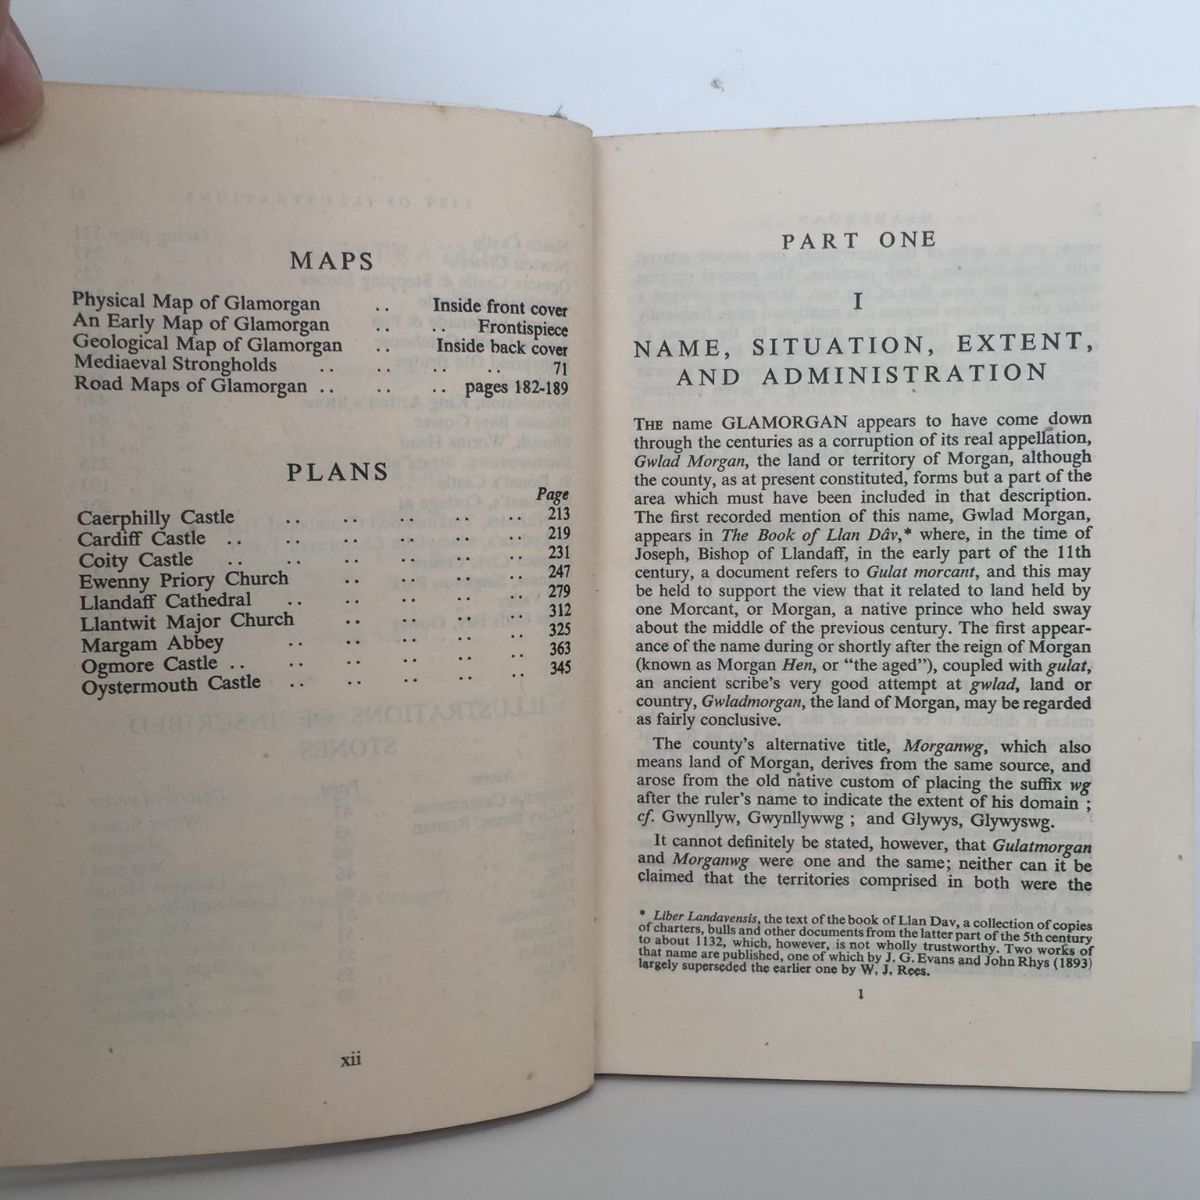 MAPS
Physical Map of Glamorgan .. Inside front cover
An Early Map of Glamorgan .. .. Frontispiece
Geological Map of Glamorgan .. Inside back cover
Mediaeval Strongholds .. .. .. .. 71
Road Maps of Glamorgan .. .. .. pages 182-189
PLANS
Page
Caerphilly Castle .. .. .. .. .. 213
Cardiff Castle .. .. .. .. .. .. 219
Coity Castle .. .. .. .. .. .. 231
Ewenny Priory Church .. .. .. .. 247
Llandaff Cathedral .. .. .. .. .. 279
Llantwit Major Church .. .. .. .. 312
Margam Abbey .. .. .. .. .. 325
Ogmore Castle .. .. .. .. .. .. 363
Oystermouth Castle .. .. .. .. .. 345
xii
PART ONE
I
NAME, SITUATION, EXTENT,
AND ADMINISTRATION
THE name GLAMORGAN appears to have come down
through the centuries as a corruption of its real appellation,
Gwlad Morgan, the land or territory of Morgan, although
the county, as at present constituted, forms but a part of the
area which must have been included in that description.
The first recorded mention of this name, Gwlad Morgan,
appears in The Book of Llan Dâv,* where, in the time of
Joseph, Bishop of Llandaff, in the early part of the 11th
century, a document refers to Gulat morcant, and this may
be held to support the view that it related to land held by
one Morcant, or Morgan, a native prince who held sway
about the middle of the previous century. The first appear-
ance of the name during or shortly after the reign of Morgan
(known as Morgan Hen, or “the aged”), coupled with gulat,
an ancient scribe’s very good attempt at gwlad, land or
country, Gwladmorgan, the land of Morgan, may be regarded
as fairly conclusive.
The county’s alternative title, Morganwg, which also
means land of Morgan, derives from the same source, and
arose from the old native custom of placing the suffix wg
after the ruler’s name to indicate the extent of his domain ;
cf. Gwynllyw, Gwynllywwg ; and Glywys, Glywyswg.
It cannot definitely be stated, however, that Gulatmorgan
and Morganwg were one and the same; neither can it be
claimed that the territories comprised in both were the
* Liber Landavensis, the text of the book of Llan Dav, a collection of copies
of charters, bulls and other documents from the latter part of the 5th century
to about 1132, which, however, is not wholly trustworthy. Two works of
that name are published, one of which by J. G. Evans and John Rhys (1893)
largely superseded the earlier one by W. J. Rees.
1